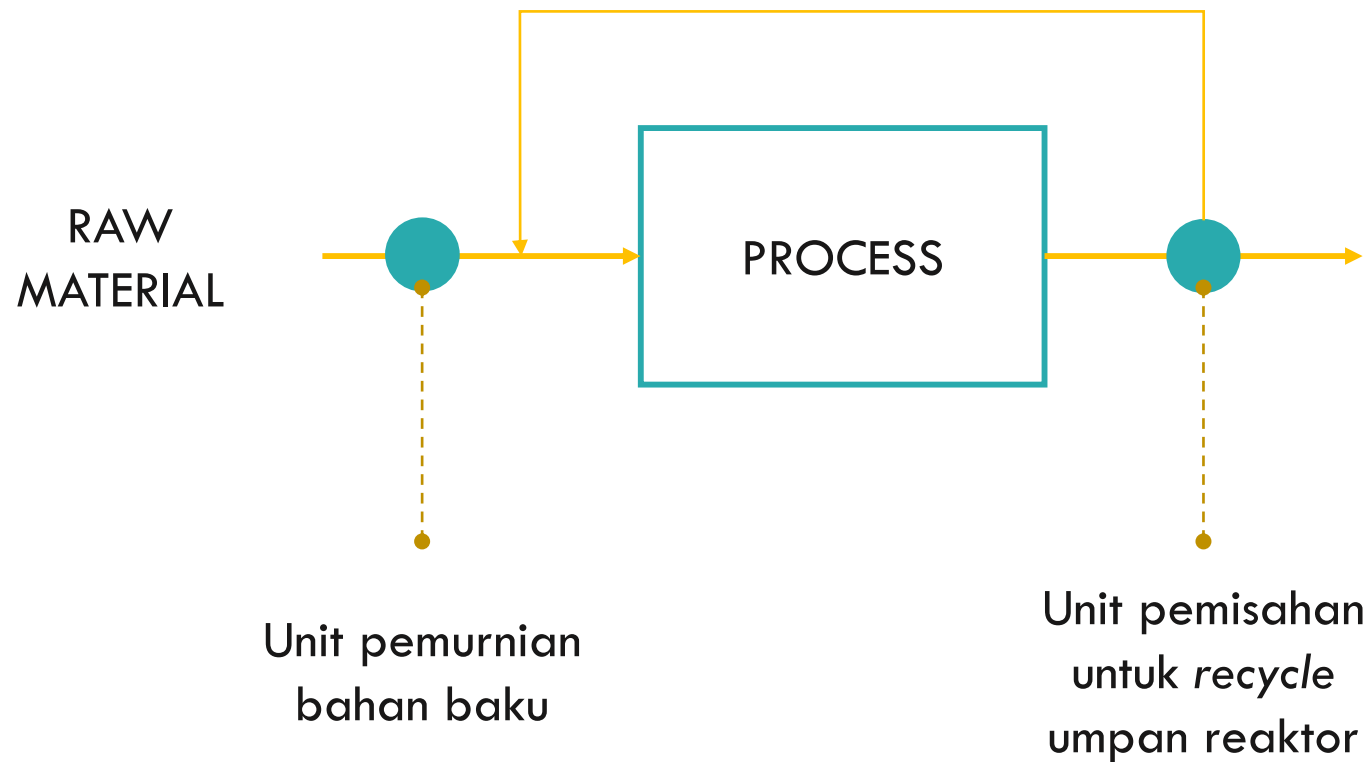 RAW
MATERIAL
PROCESS
Unit pemurnian
bahan baku
Unit pemisahan
untuk recycle
umpan reaktor